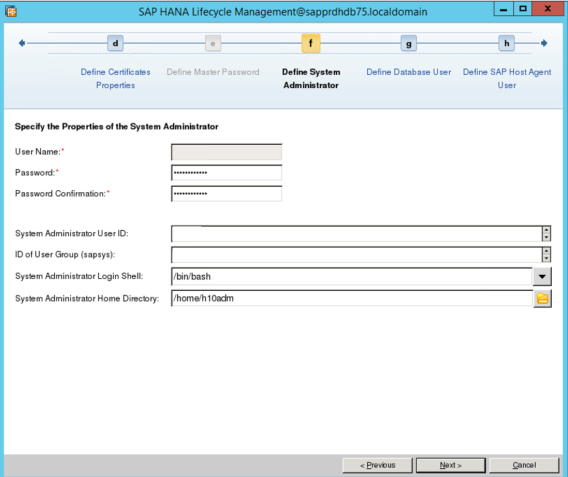 SAP HANA Lifecycle Management@sapprdhdb75.localdomain
d e f g h
Define Certificates Properties
Define Master Password
Define System Administrator
Define Database User
Define SAP Host Agent User
Specify the Properties of the System Administrator
User Name:*
Password:* ••••••••••••
Password Confirmation:* ••••••••••••
System Administrator User ID:
ID of User Group (sapsys):
System Administrator Login Shell: /bin/bash
System Administrator Home Directory: /home/h10adm
< Previous Next > Cancel